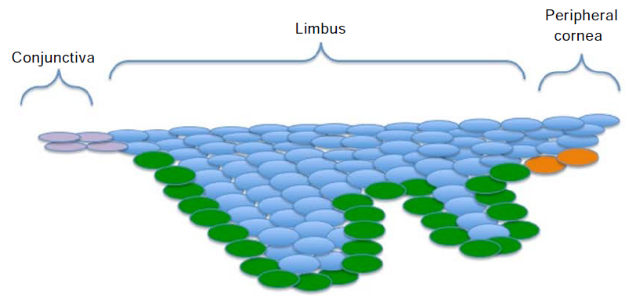 Conjunctiva
Limbus
Peripheral
cornea